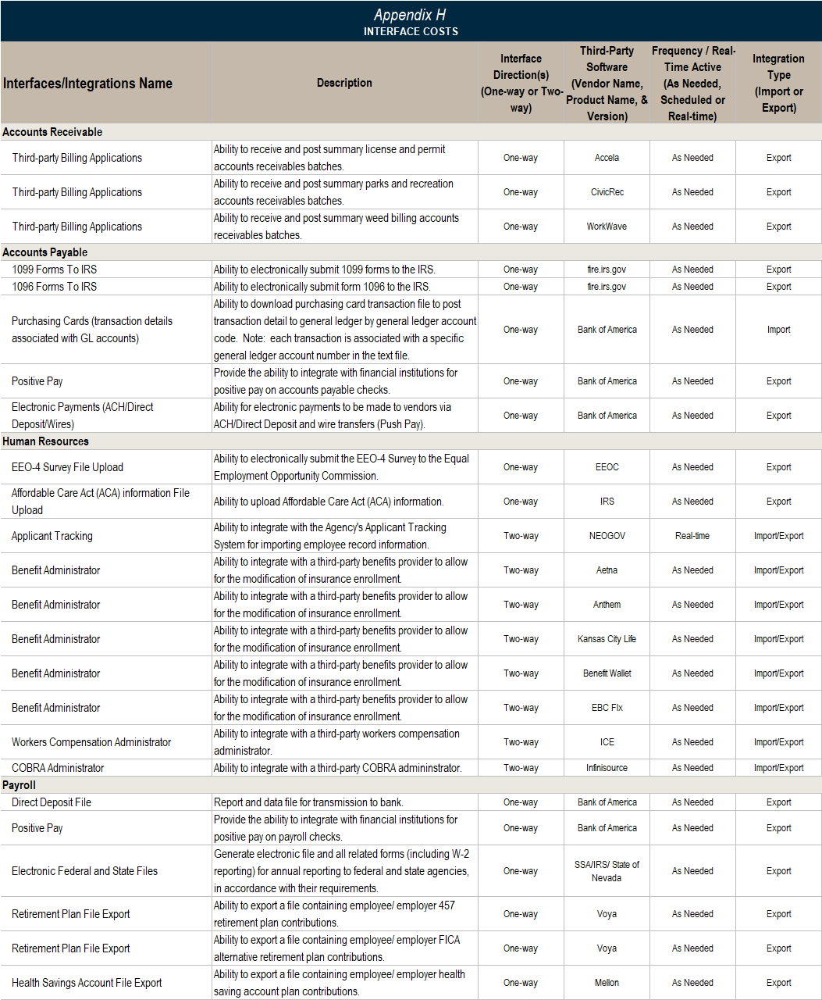 Appendix H
INTERFACE COSTS
Interfaces/Integrations Name
Description
Interface
Direction(s)
(One-way or Two-
way)
Third-Party
Software
(Vendor Name,
Product Name, &
Version)
Frequency / Real-
Time Active
(As Needed,
Scheduled or
Real-time)
Integration
Type
(Import or
Export)
Accounts Receivable
Third-party Billing Applications
Ability to receive and post summary license and permit
accounts receivables batches.
One-way
Accela
As Needed
Export
Third-party Billing Applications
Ability to receive and post summary parks and recreation
accounts receivables batches.
One-way
CivicRec
As Needed
Export
Third-party Billing Applications
Ability to receive and post summary weed billing accounts
receivables batches.
One-way
WorkWave
As Needed
Export
Accounts Payable
1099 Forms To IRS
Ability to electronically submit 1099 forms to the IRS.
One-way
fire.irs.gov
As Needed
Export
1096 Forms To IRS
Ability to electronically submit form 1096 to the IRS.
One-way
fire.irs.gov
As Needed
Export
Purchasing Cards (transaction details
associated with GL accounts)
Ability to download purchasing card transaction file to post
transaction detail to general ledger by general ledger account
code. Note: each transaction is associated with a specific
general ledger account number in the text file.
One-way
Bank of America
As Needed
Import
Positive Pay
Provide the ability to integrate with financial institutions for
positive pay on accounts payable checks.
One-way
Bank of America
As Needed
Export
Electronic Payments (ACH/Direct
Deposit/Wires)
Ability for electronic payments to be made to vendors via
ACH/Direct Deposit and wire transfers (Push Pay).
One-way
Bank of America
As Needed
Export
Human Resources
EEO-4 Survey File Upload
Ability to electronically submit the EEO-4 Survey to the Equal
Employment Opportunity Commission.
One-way
EEOC
As Needed
Export
Affordable Care Act (ACA) information File
Upload
Ability to upload Affordable Care Act (ACA) information.
One-way
IRS
As Needed
Export
Applicant Tracking
Ability to integrate with the Agency's Applicant Tracking
System for importing employee record information.
Two-way
NEOGOV
Real-time
Import/Export
Benefit Administrator
Ability to integrate with a third-party benefits provider to allow
for the modification of insurance enrollment.
Two-way
Aetna
As Needed
Import/Export
Benefit Administrator
Ability to integrate with a third-party benefits provider to allow
for the modification of insurance enrollment.
Two-way
Anthem
As Needed
Import/Export
Benefit Administrator
Ability to integrate with a third-party benefits provider to allow
for the modification of insurance enrollment.
Two-way
Kansas City Life
As Needed
Import/Export
Benefit Administrator
Ability to integrate with a third-party benefits provider to allow
for the modification of insurance enrollment.
Two-way
Benefit Wallet
As Needed
Import/Export
Benefit Administrator
Ability to integrate with a third-party benefits provider to allow
for the modification of insurance enrollment.
Two-way
EBC Flx
As Needed
Import/Export
Workers Compensation Administrator
Ability to integrate with a third-party workers compensation
administrator.
Two-way
ICE
As Needed
Import/Export
COBRA Administrator
Ability to integrate with a third-party COBRA admininstrator.
Two-way
Infinisource
As Needed
Import/Export
Payroll
Direct Deposit File
Report and data file for transmission to bank.
One-way
Bank of America
As Needed
Export
Positive Pay
Provide the ability to integrate with financial institutions for
positive pay on payroll checks.
One-way
Bank of America
As Needed
Export
Electronic Federal and State Files
Generate electronic file and all related forms (including W-2
reporting) for annual reporting to federal and state agencies,
in accordance with their requirements.
One-way
SSA/IRS/ State of
Nevada
As Needed
Export
Retirement Plan File Export
Ability to export a file containing employee/ employer 457
retirement plan contributions.
One-way
Voya
As Needed
Export
Retirement Plan File Export
Ability to export a file containing employee/ employer FICA
alternative retirement plan contributions.
One-way
Voya
As Needed
Export
Health Savings Account File Export
Ability to export a file containing employee/ employer health
saving account plan contributions.
One-way
Mellon
As Needed
Export